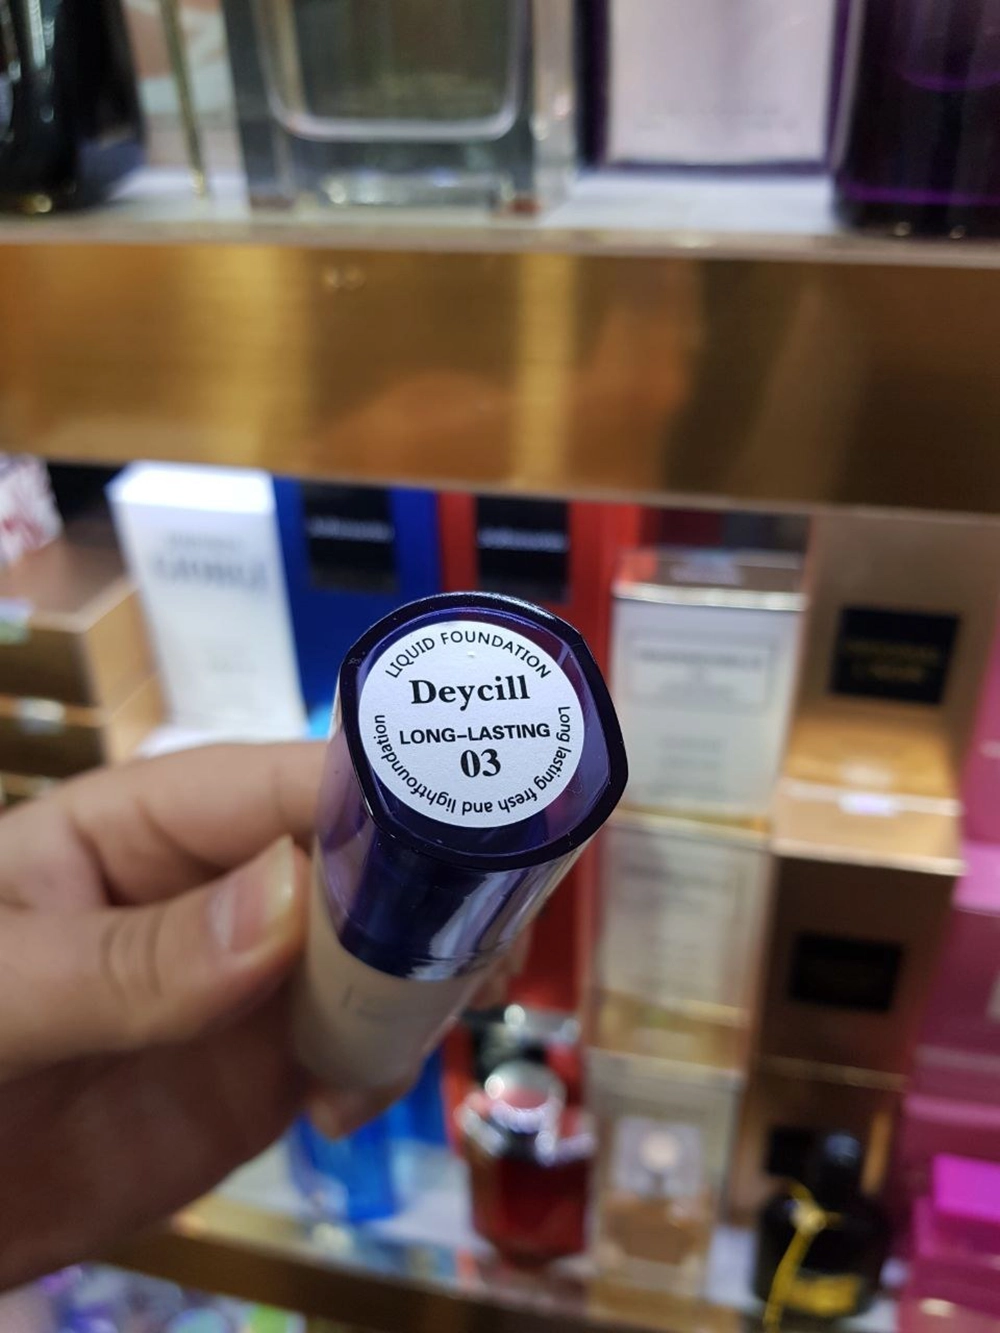 LIQUID FOUNDATION
Deycill
LONG-LASTING
03
Long lasting fresh and lightfoundation